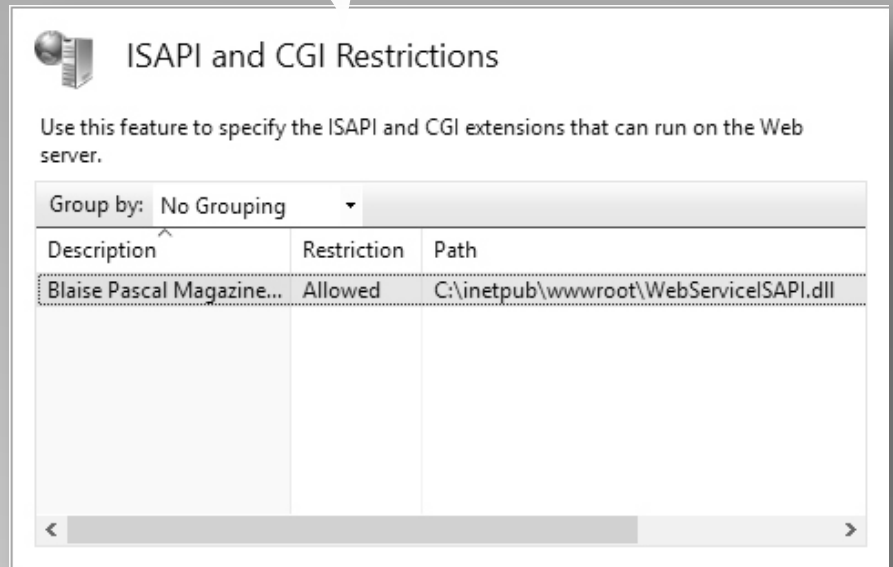 ISAPI and CGI Restrictions
Use this feature to specify the ISAPI and CGI extensions that can run on the Web
server.
Group by: No Grouping
Description Restriction Path
Blaise Pascal Magazine... Allowed C:\inetpub\wwwroot\WebServiceISAPI.dll